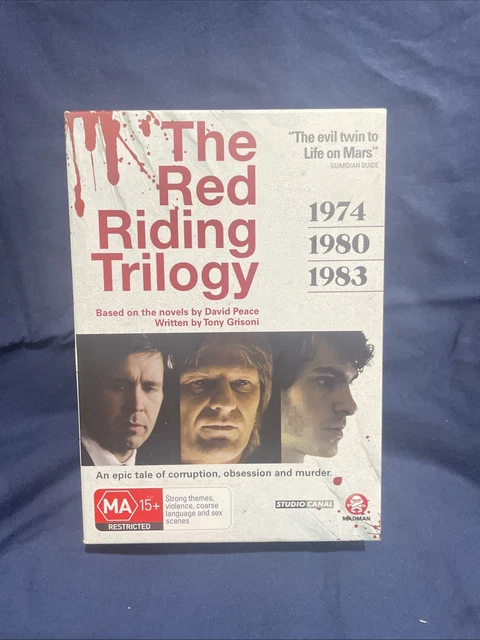 The
Red
Riding
Trilogy
"The evil twin to
Life on Mars"
- GUARDIAN GUIDE
1974
1980
1983
Based on the novels by David Peace
Written by Tony Grisoni
An epic tale of corruption, obsession and murder.
MA 15+
RESTRICTED
Strong themes,
violence, coarse
language and sex
scenes
STUDIO CANAL
MADMAN